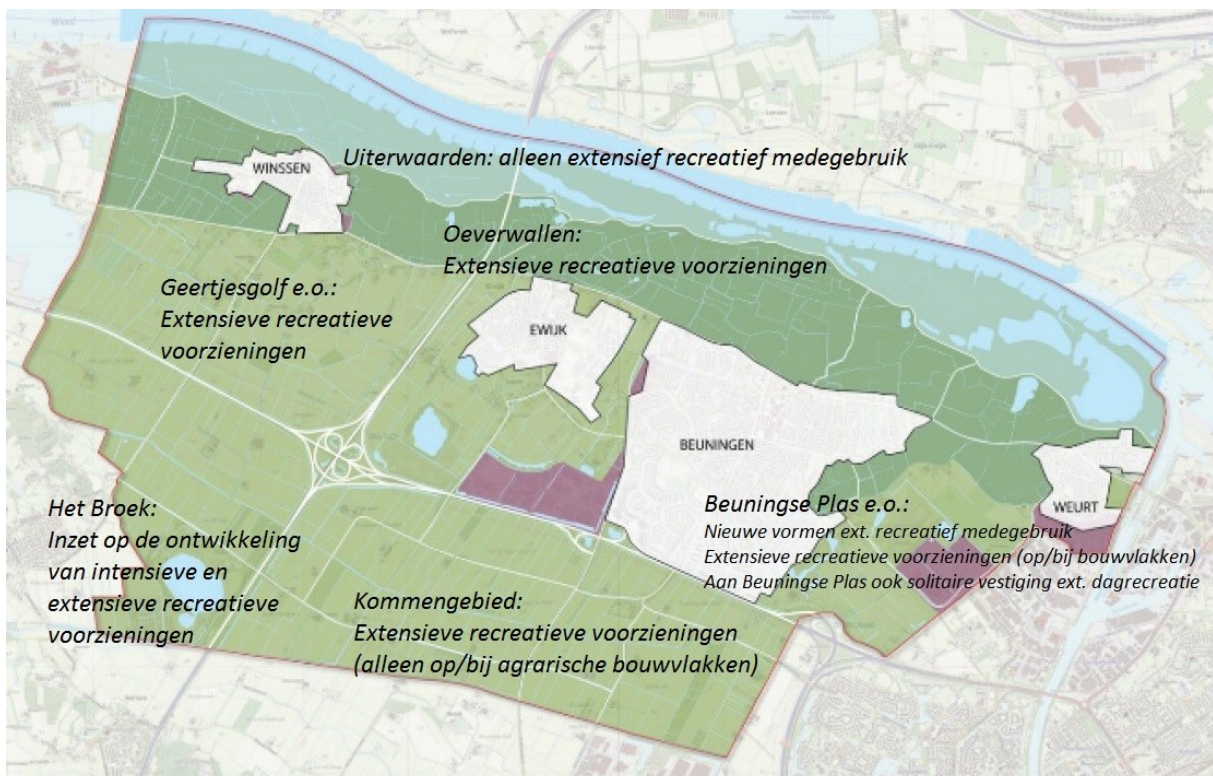 Waal
WINSSEN
Uiterwaarden: alleen extensief recreatief medegebruik
Oeverwallen:
Extensieve recreatieve voorzieningen
Geertjesgolf e.o.:
Extensieve recreatieve
voorzieningen
EWIJK
BEUNINGEN
Het Broek:
Inzet op de ontwikkeling
van intensieve en
extensieve recreatieve
voorzieningen
Kommengebied:
Extensieve recreatieve voorzieningen
(alleen op/bij agrarische bouwvlakken)
Beuningse Plas e.o.:
Nieuwe vormen ext. recreatief medegebruik
Extensieve recreatieve voorzieningen (op/bij bouwvlakken)
Aan Beuningse Plas ook solitaire vestiging ext. dagrecreatie
WEURT